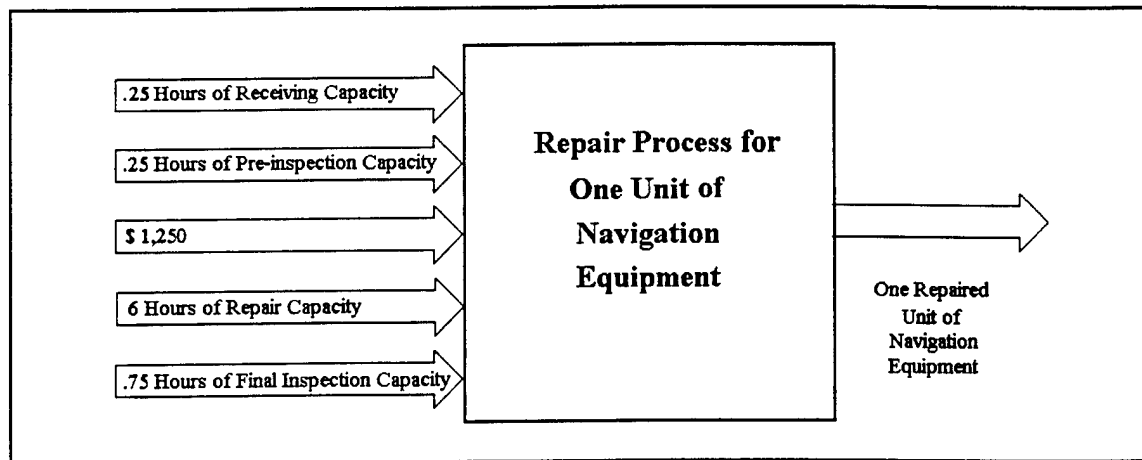 .25 Hours of Receiving Capacity
.25 Hours of Pre-inspection Capacity
$ 1,250
6 Hours of Repair Capacity
.75 Hours of Final Inspection Capacity
Repair Process for
One Unit of
Navigation
Equipment
One Repaired
Unit of
Navigation
Equipment